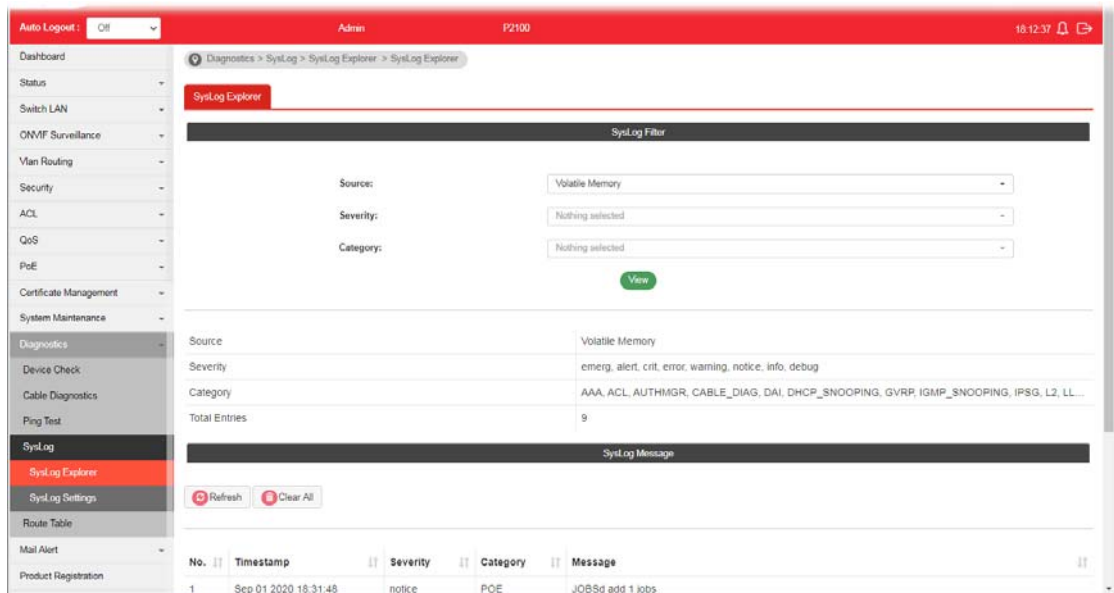 Auto Logout : Off Admin P2100 18:12:37
Dashboard
Status
Switch LAN
ONVIF Surveillance
Vlan Routing
Security
ACL
QoS
PoE
Certificate Management
System Maintenance
Diagnostics
Device Check
Cable Diagnostics
Ping Test
SysLog
SysLog Explorer
SysLog Settings
Route Table
Mail Alert
Product Registration
Diagnostics > SysLog > SysLog Explorer > SysLog Explorer
SysLog Explorer
SysLog Filter
Source: Volatile Memory
Severity: Nothing selected
Category: Nothing selected
View
Source Volatile Memory
Severity emerg, alert, crit, error, warning, notice, info, debug
Category AAA, ACL, AUTHMGR, CABLE_DIAG, DAI, DHCP_SNOOPING, GVRP, IGMP_SNOOPING, IPSG, L2, LL...
Total Entries 9
SysLog Message
Refresh Clear All
No. Timestamp Severity Category Message
1 Sep 01 2020 18:31:48 notice POE JOBSd add 1 jobs